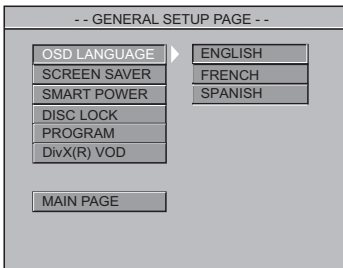 - - GENERAL SETUP PAGE - -
OSD LANGUAGE
SCREEN SAVER
SMART POWER
DISC LOCK
PROGRAM
DivX(R) VOD
MAIN PAGE
ENGLISH
FRENCH
SPANISH